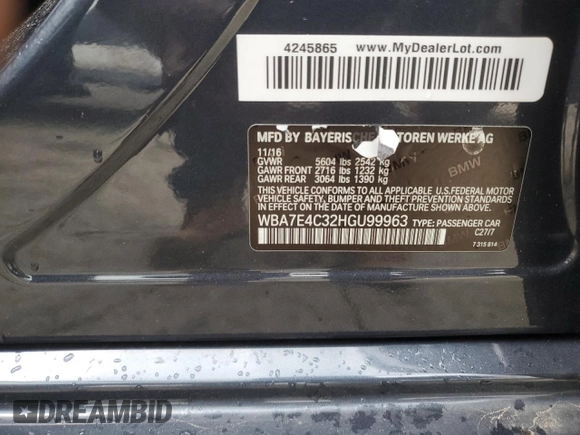 4245865 www.MyDealerLot.com
MFD BY BAYERISCHE MOTOREN WERKE AG
11/16
GVWR 5604 lbs 2542 kg
GAWR FRONT 2716 lbs 1232 kg
GAWR REAR 3064 lbs 1390 kg
BMW
THIS VEHICLE CONFORMS TO ALL APPLICABLE U.S.FEDERAL MOTOR
VEHICLE SAFETY, BUMPER AND THEFT PREVENTION STANDARDS
IN EFFECT ON THE DATE OF MANUFACTURE SHOWN ABOVE.
WBA7E4C32HGU99963 TYPE: PASSENGER CAR
C27/7
7 315 614
DREAMBID